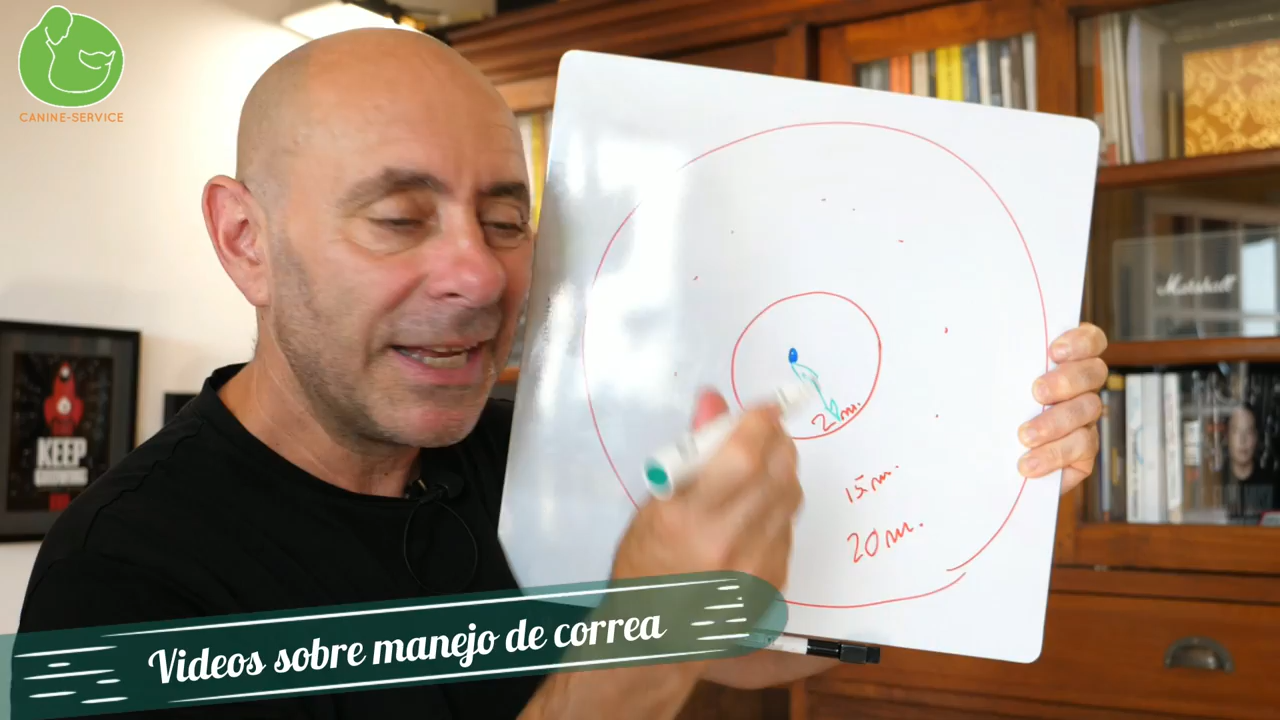 CANINE-SERVICE
Marshall
KEEP
2m.
15m.
20m.
Videos sobre manejo de correa